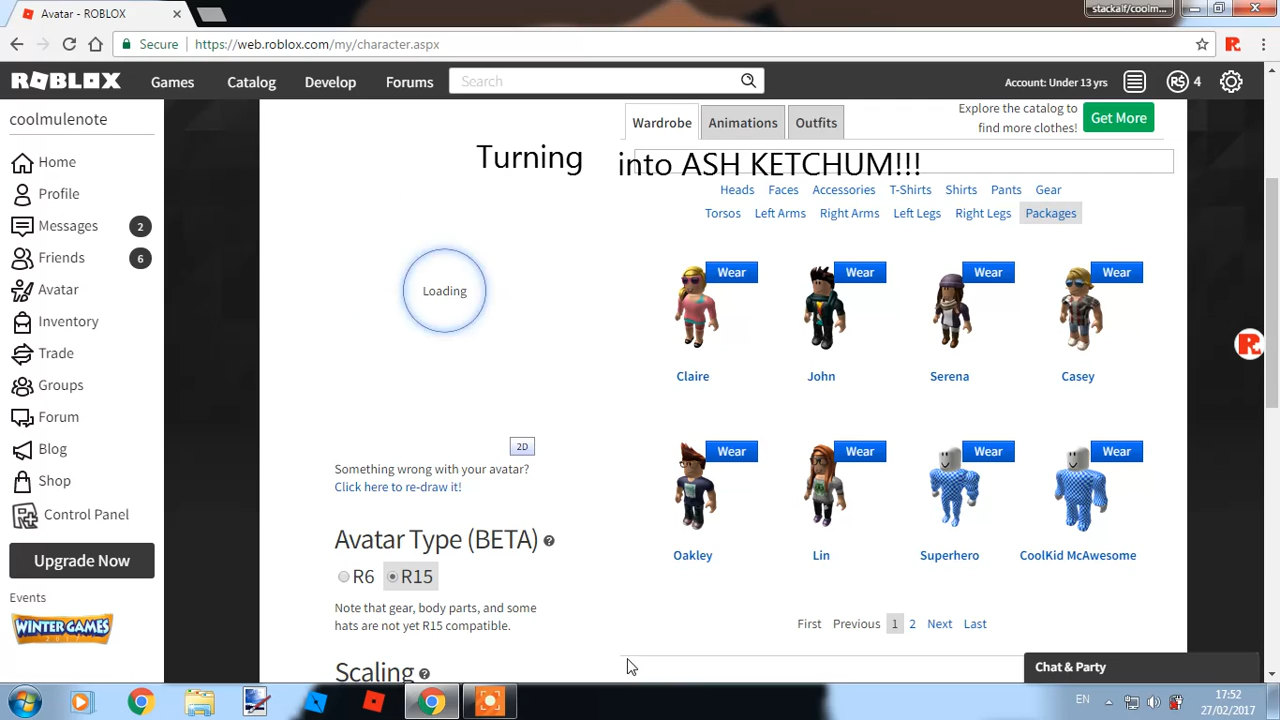 Avatar - ROBLOX
stackalf/coolm...
Secure https://web.roblox.com/my/character.aspx
ROBLOX Games Catalog Develop Forums Search Account: Under 13 yrs R$ 4
coolmulenote
Home
Profile
Messages 2
Friends 6
Avatar
Inventory
Trade
Groups
Forum
Blog
Shop
Control Panel
Upgrade Now
Events
WINTER GAMES 2017
Wardrobe Animations Outfits
Explore the catalog to
find more clothes!
Get More
Turning into ASH KETCHUM!!!
Heads Faces Accessories T-Shirts Shirts Pants Gear
Torsos Left Arms Right Arms Left Legs Right Legs Packages
Loading
Wear Wear Wear Wear
Claire John Serena Casey
Wear Wear Wear Wear
Oakley Lin Superhero CoolKid McAwesome
2D
Something wrong with your avatar?
Click here to re-draw it!
Avatar Type (BETA) ?
R6 R15
Note that gear, body parts, and some
hats are not yet R15 compatible.
Scaling ?
First Previous 1 2 Next Last
Chat & Party
EN
17:52
27/02/2017